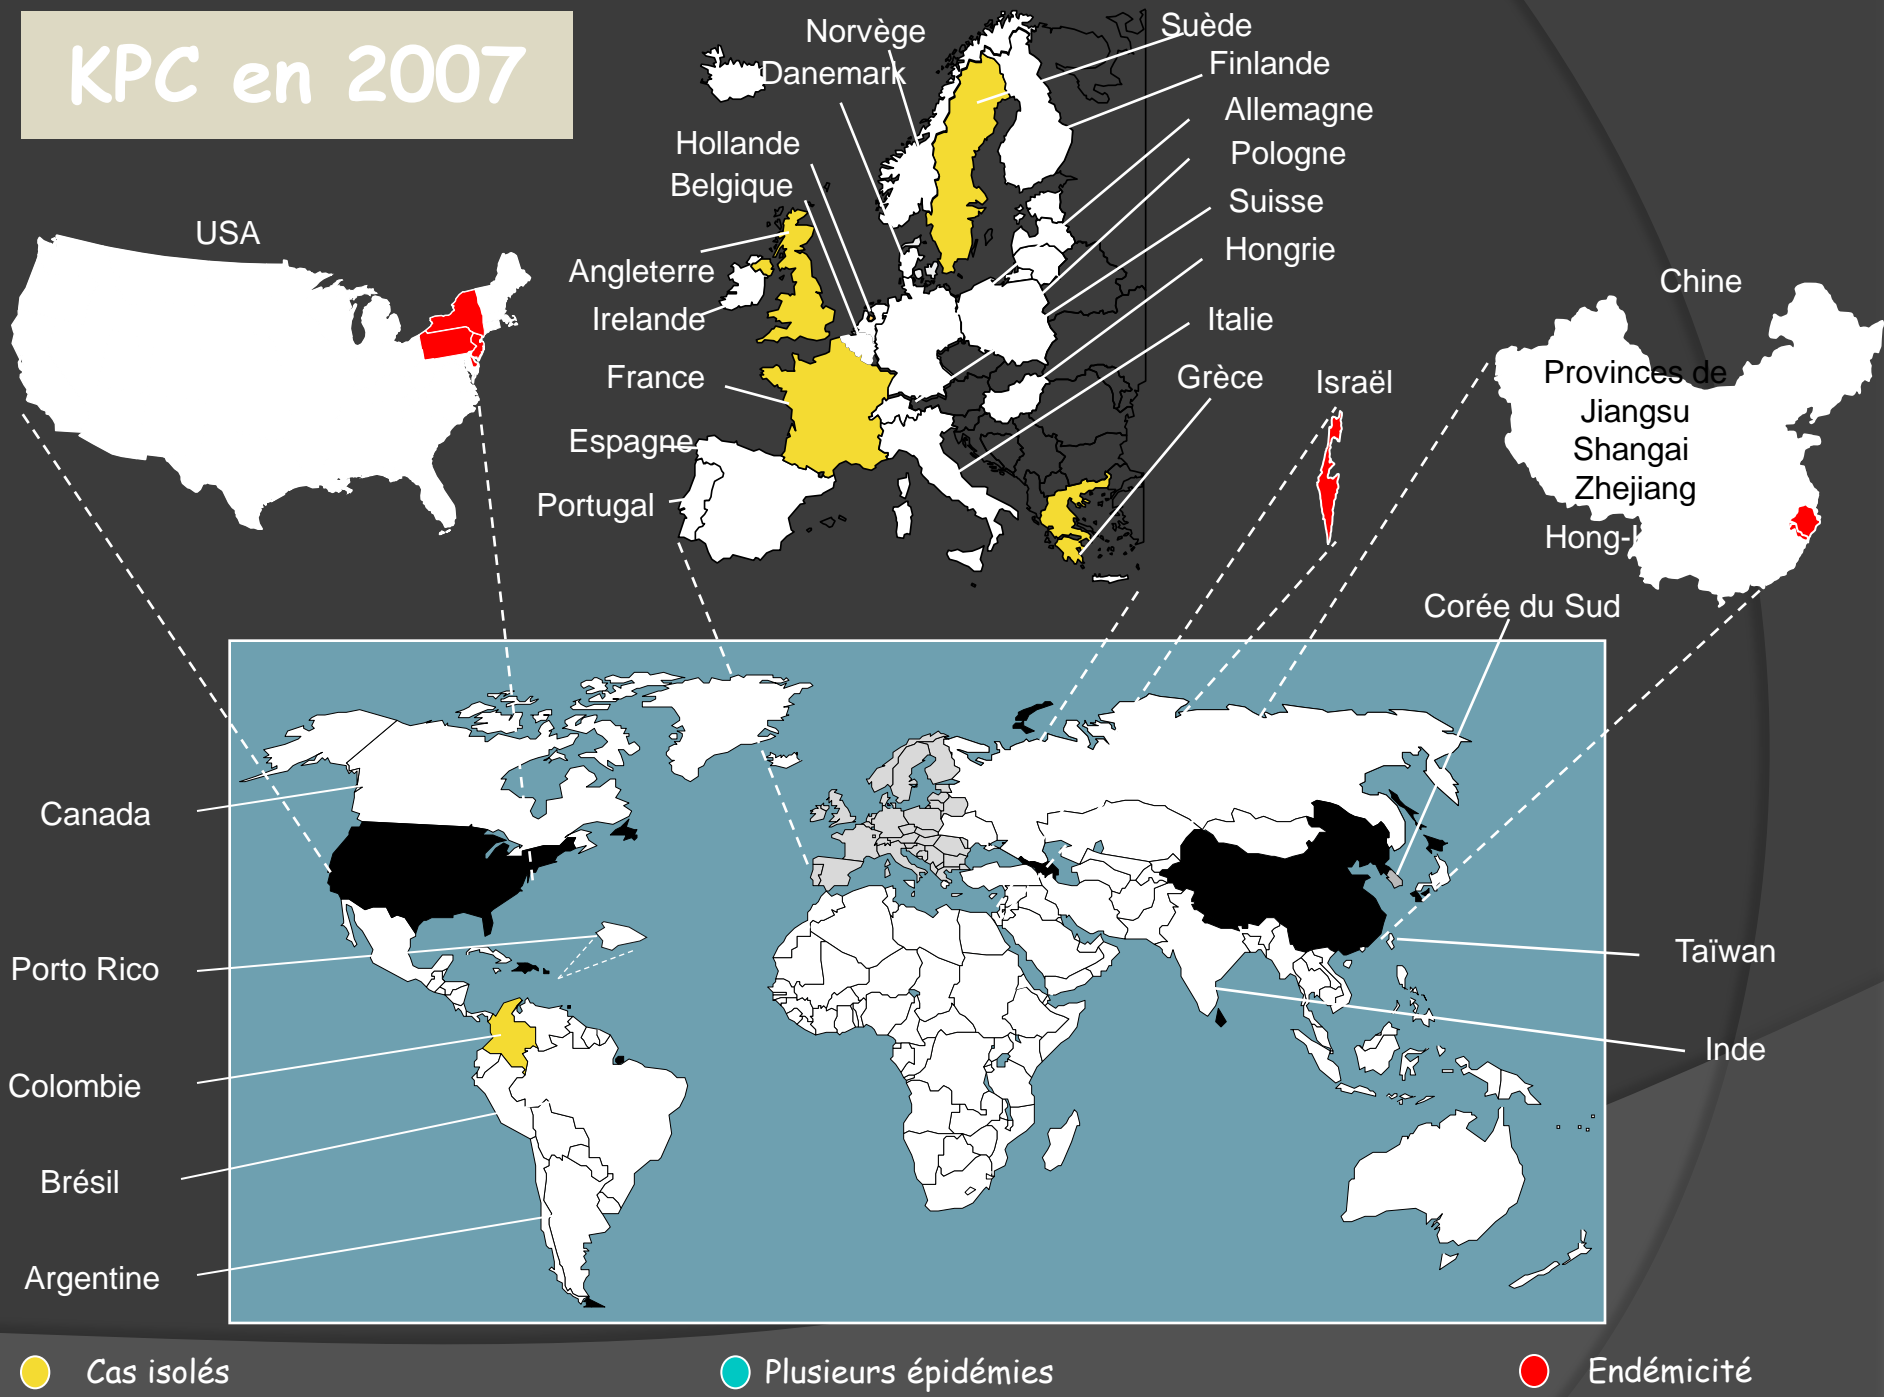 KPC en 2007
Norvège
Suède
Danemark
Finlande
Allemagne
Hollande
Pologne
Belgique
Suisse
USA
Hongrie
Angleterre
Chine
Irelande
Italie
France
Grèce
Israël
Provinces de
Jiangsu
Shangai
Zhejiang
Hong-
Espagne
Portugal
Corée du Sud
Canada
Porto Rico
Taïwan
Colombie
Inde
Brésil
Argentine
Cas isolés
Plusieurs épidémies
Endémicité